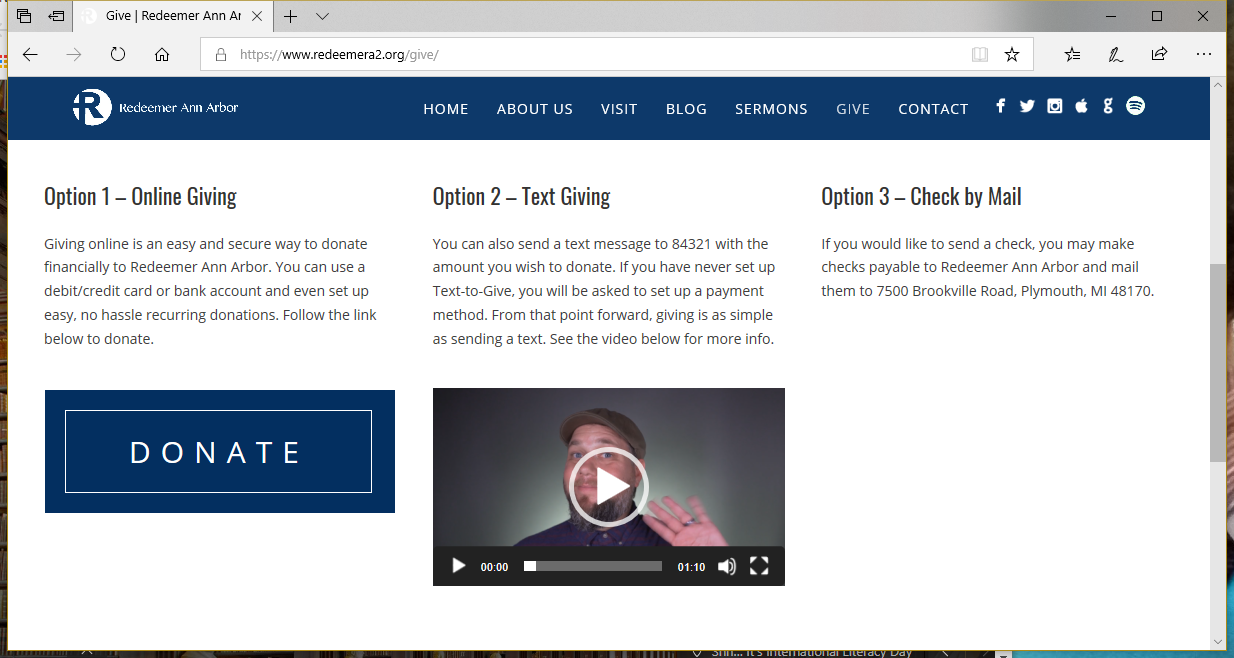 Give | Redeemer Ann Ar
https://www.redeemera2.org/give/
Redeemer Ann Arbor
HOME ABOUT US VISIT BLOG SERMONS GIVE CONTACT
Option 1 – Online Giving
Giving online is an easy and secure way to donate
financially to Redeemer Ann Arbor. You can use a
debit/credit card or bank account and even set up
easy, no hassle recurring donations. Follow the link
below to donate.
DONATE
Option 2 – Text Giving
You can also send a text message to 84321 with the
amount you wish to donate. If you have never set up
Text-to-Give, you will be asked to set up a payment
method. From that point forward, giving is as simple
as sending a text. See the video below for more info.
00:00 01:10
Option 3 – Check by Mail
If you would like to send a check, you may make
checks payable to Redeemer Ann Arbor and mail
them to 7500 Brookville Road, Plymouth, MI 48170.
Shh... It's International Literacy Day